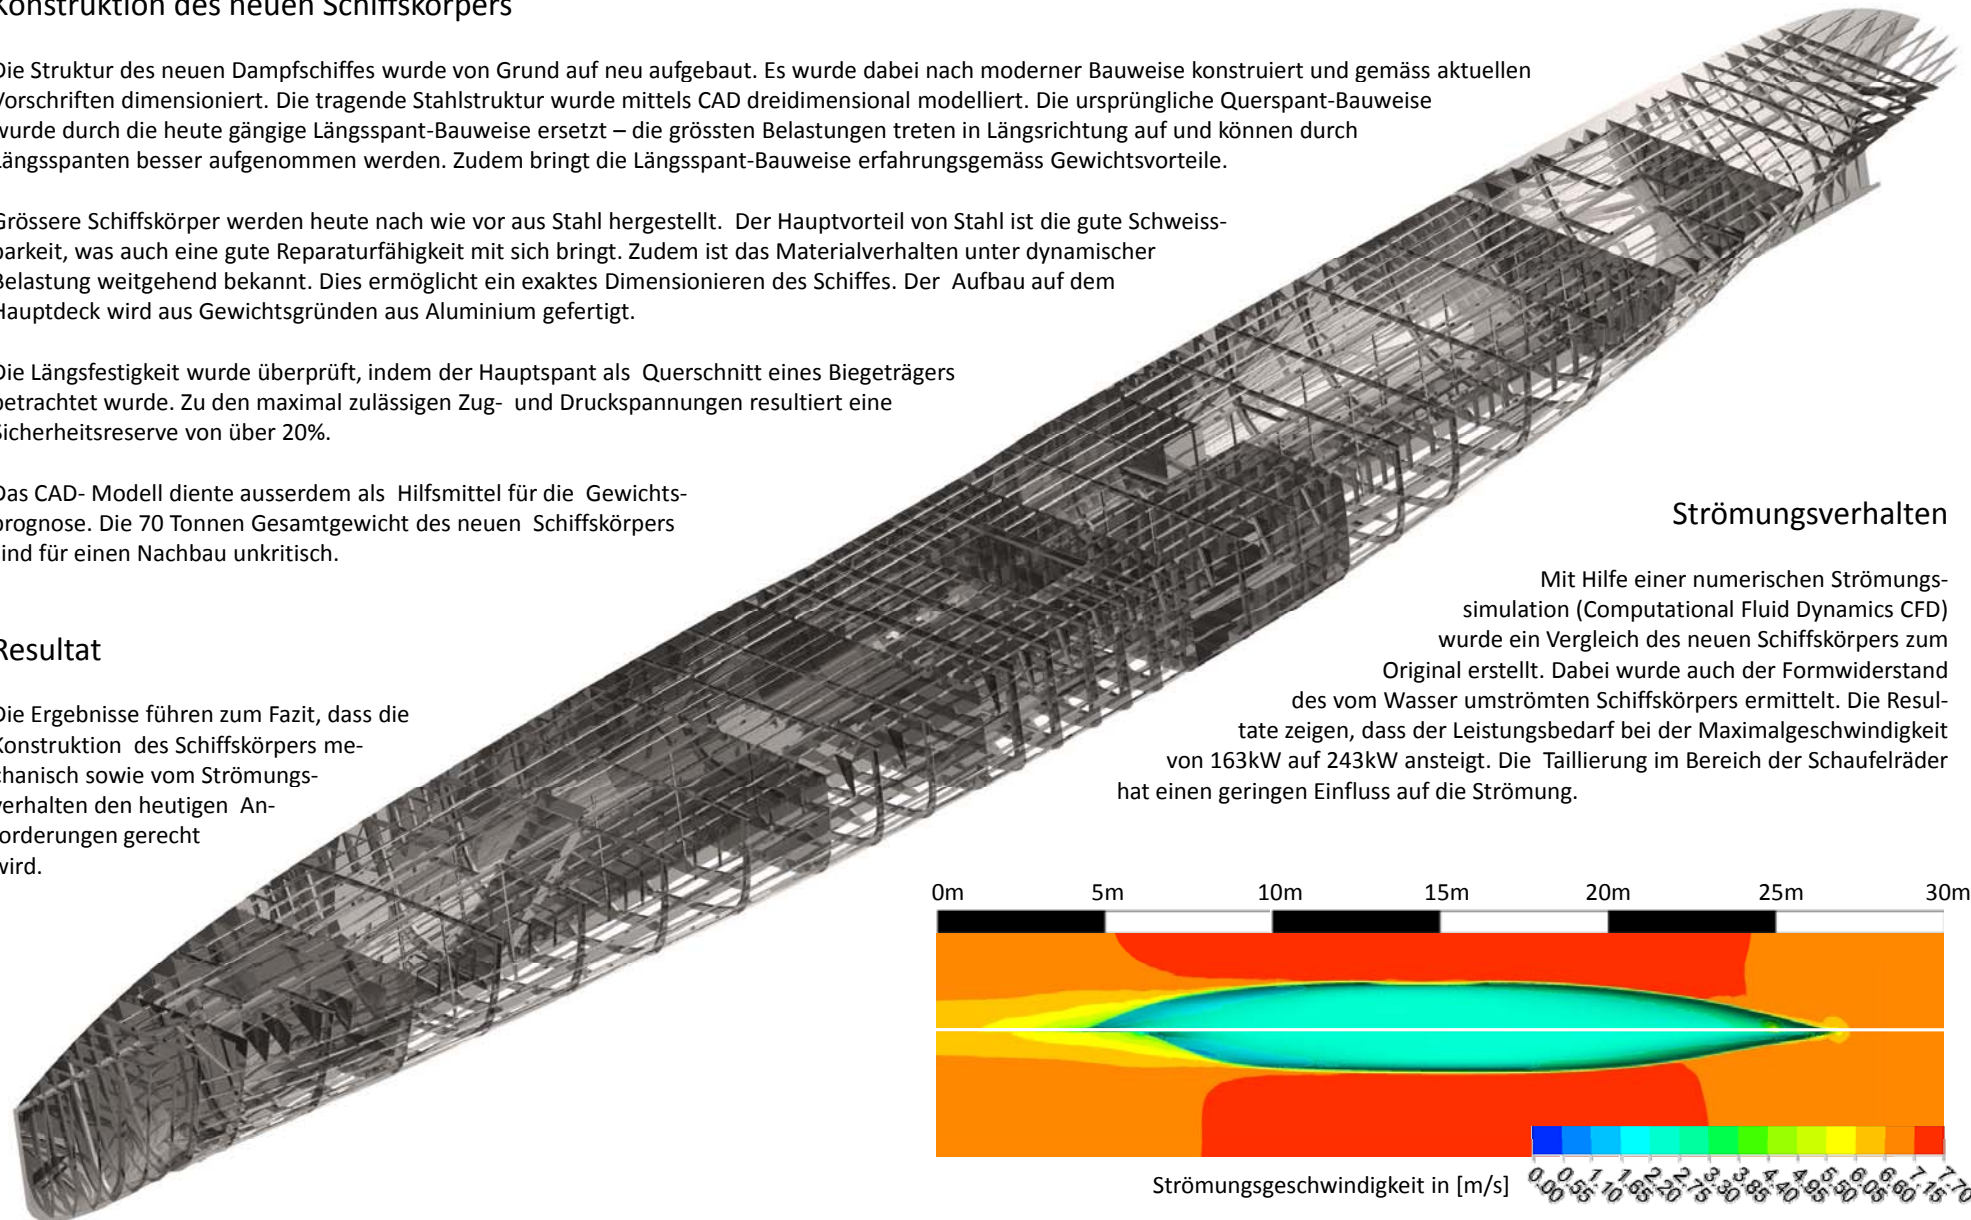 Konstruktion des neuen Schiffskörpers
Die Struktur des neuen Dampfschiffes wurde von Grund auf neu aufgebaut. Es wurde dabei nach moderner Bauweise konstruiert und gemäss aktuellen
Vorschriften dimensioniert. Die tragende Stahlstruktur wurde mittels CAD dreidimensional modelliert. Die ursprüngliche Querspant-Bauweise
wurde durch die heute gängige Längsspant-Bauweise ersetzt – die grössten Belastungen treten in Längsrichtung auf und können durch
Längsspanten besser aufgenommen werden. Zudem bringt die Längsspant-Bauweise erfahrungsgemäss Gewichtsvorteile.
Grössere Schiffskörper werden heute nach wie vor aus Stahl hergestellt. Der Hauptvorteil von Stahl ist die gute Schweiss-
barkeit, was auch eine gute Reparaturfähigkeit mit sich bringt. Zudem ist das Materialverhalten unter dynamischer
Belastung weitgehend bekannt. Dies ermöglicht ein exaktes Dimensionieren des Schiffes. Der Aufbau auf dem
Hauptdeck wird aus Gewichtsgründen aus Aluminium gefertigt.
Die Längsfestigkeit wurde überprüft, indem der Hauptspant als Querschnitt eines Biegeträgers
betrachtet wurde. Zu den maximal zulässigen Zug- und Druckspannungen resultiert eine
Sicherheitsreserve von über 20%.
Das CAD- Modell diente ausserdem als Hilfsmittel für die Gewichts-
prognose. Die 70 Tonnen Gesamtgewicht des neuen Schiffskörpers
sind für einen Nachbau unkritisch.
Resultat
Die Ergebnisse führen zum Fazit, dass die
Konstruktion des Schiffskörpers me-
chanisch sowie vom Strömungs-
verhalten den heutigen An-
forderungen gerecht
wird.
Strömungsverhalten
Mit Hilfe einer numerischen Strömungs-
simulation (Computational Fluid Dynamics CFD)
wurde ein Vergleich des neuen Schiffskörpers zum
Original erstellt. Dabei wurde auch der Formwiderstand
des vom Wasser umströmten Schiffskörpers ermittelt. Die Resul-
tate zeigen, dass der Leistungsbedarf bei der Maximalgeschwindigkeit
von 163kW auf 243kW ansteigt. Die Taillierung im Bereich der Schaufelräder
hat einen geringen Einfluss auf die Strömung.
0m 5m 10m 15m 20m 25m 30m
Strömungsgeschwindigkeit in [m/s]
0.00 0.55 1.10 1.65 2.20 2.75 3.30 3.85 4.40 4.95 5.50 6.05 6.60 7.15 7.70